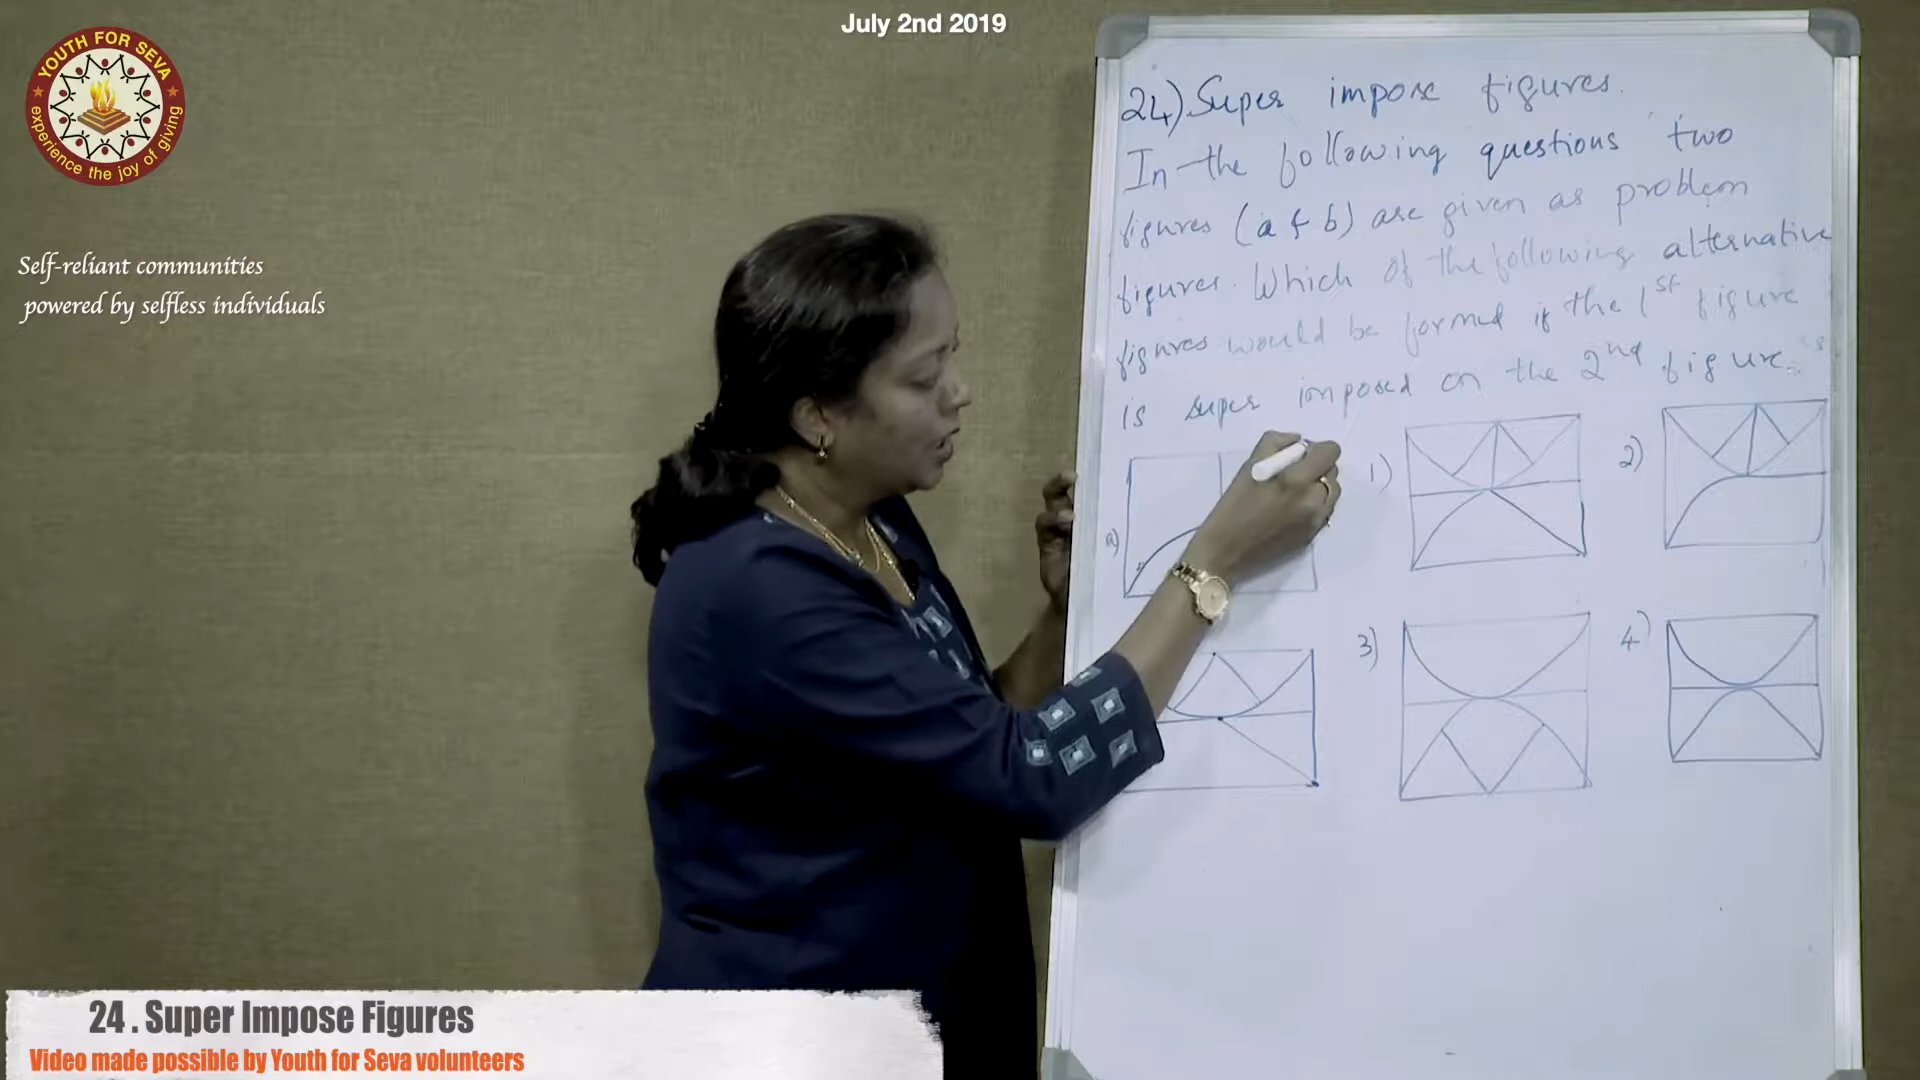 July 2nd 2019
YOUTH FOR SEVA
experience the joy of giving
Self-reliant communities
powered by selfless individuals
24) Super impose figures.
In the following questions two
figures (a & b) are given as problem
figures. Which of the following alternative
figures would be formed if the 1st figure
is super imposed on the 2nd figure
a)
1)
2)
3)
4)
24 . Super Impose Figures
Video made possible by Youth for Seva volunteers